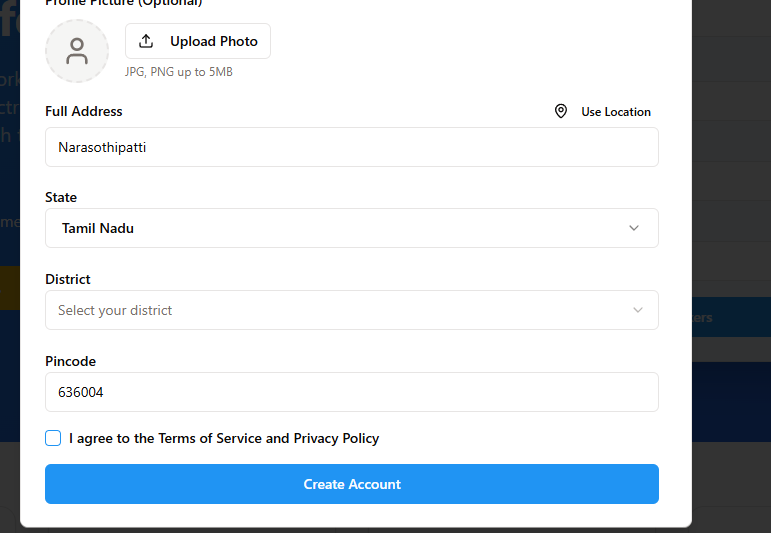 Profile Picture (Optional)
Upload Photo
JPG, PNG up to 5MB
Full Address
Use Location
Narasothipatti
State
Tamil Nadu
District
Select your district
Pincode
636004
I agree to the Terms of Service and Privacy Policy
Create Account